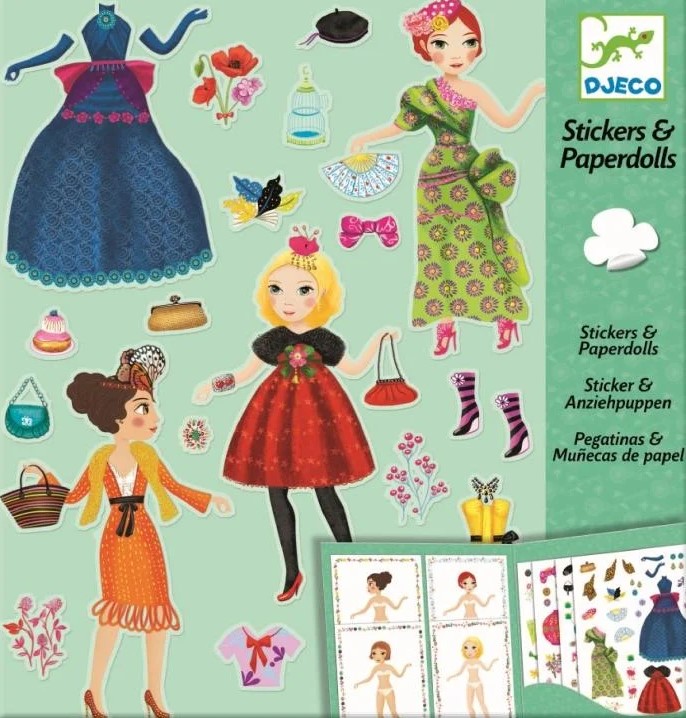 DJECO
Stickers &
Paperdolls
Stickers &
Paperdolls
Sticker &
Anziehpuppen
Pegatinas &
Muñecas de papel